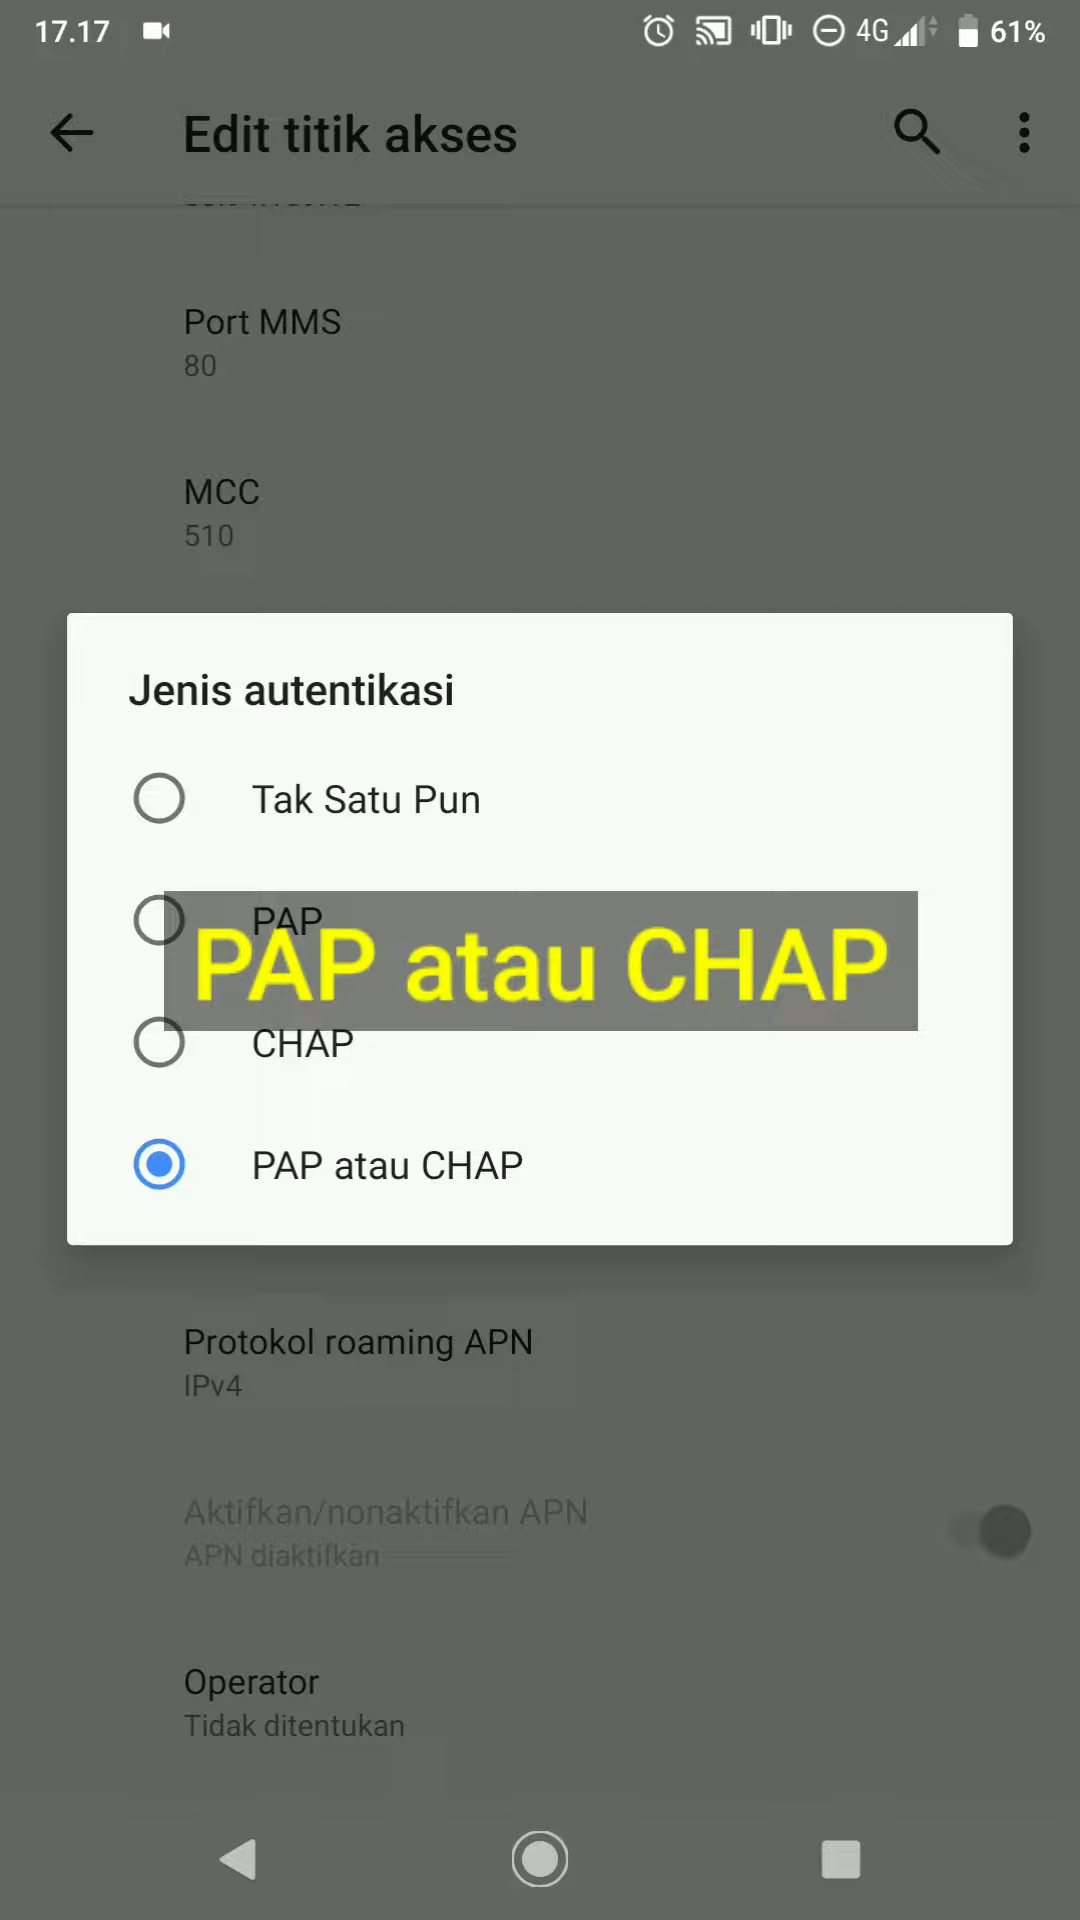 17.17
4G
61%
Edit titik akses
Port MMS
80
MCC
510
Jenis autentikasi
Tak Satu Pun
PAP
PAP atau CHAP
CHAP
PAP atau CHAP
Protokol roaming APN
IPv4
Aktifkan/nonaktifkan APN
APN diaktifkan
Operator
Tidak ditentukan